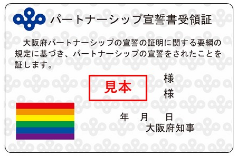 パートナーシップ宣誓書受領証
大阪府パートナーシップの宣誓の証明に関する要綱の
規定に基づき、パートナーシップの宣誓をされたことを
証します。
見本
様
様
年 月 日
大阪府知事